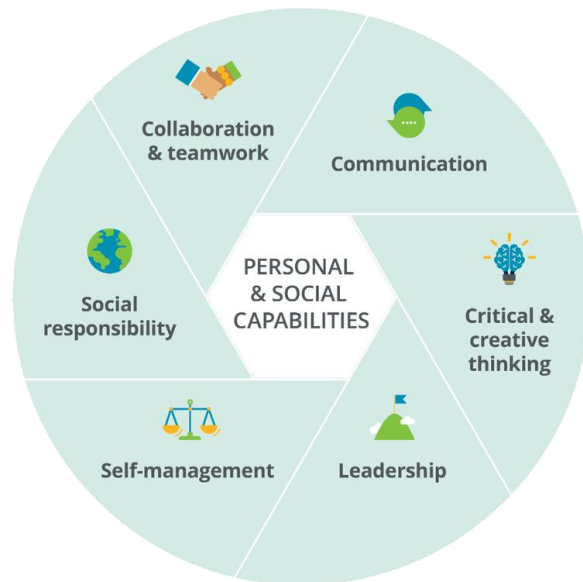 Collaboration
& teamwork
Communication
PERSONAL
& SOCIAL
CAPABILITIES
Critical &
creative
thinking
Leadership
Self-management
Social
responsibility